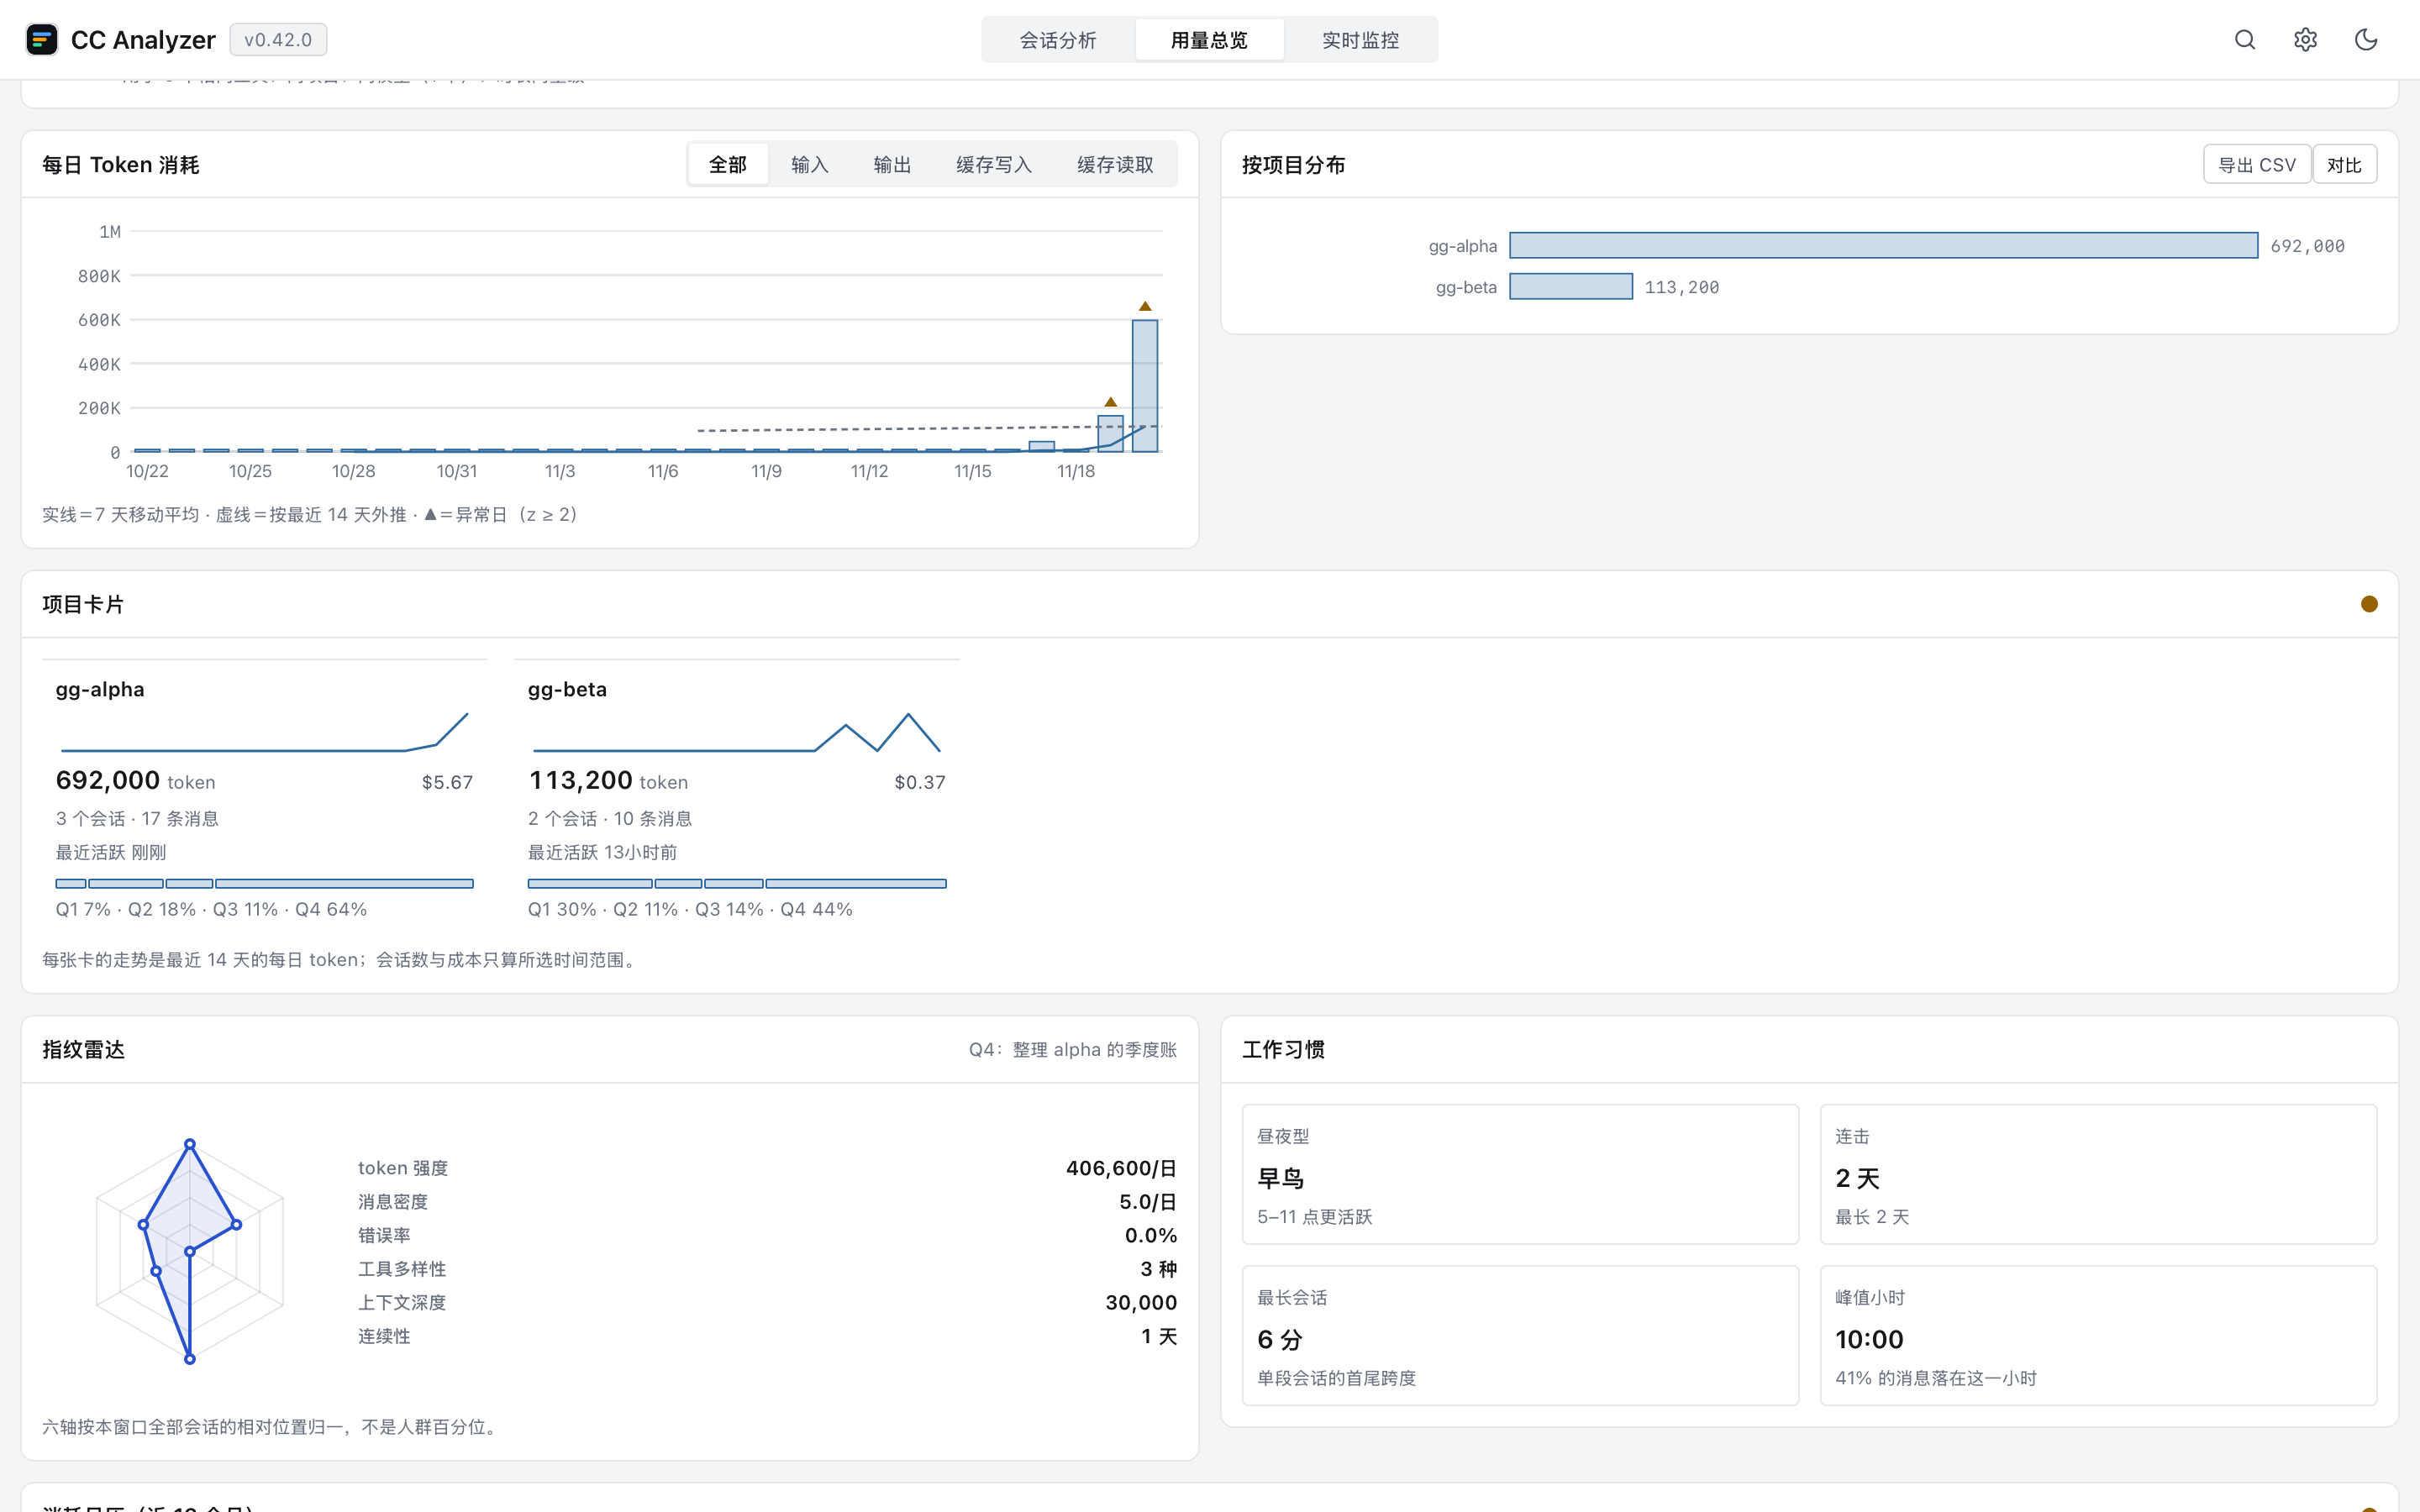 CC Analyzer v0.42.0
会话分析 用量总览 实时监控
每日 Token 消耗
全部 输入 输出 缓存写入 缓存读取
1M
800K
600K
400K
200K
0
10/22 10/25 10/28 10/31 11/3 11/6 11/9 11/12 11/15 11/18
实线=7 天移动平均 · 虚线=按最近 14 天外推 · ▲=异常日（z ≥ 2）
按项目分布
导出 CSV 对比
gg-alpha 692,000
gg-beta 113,200
项目卡片
gg-alpha
692,000 token $5.67
3 个会话 · 17 条消息
最近活跃 刚刚
Q1 7% · Q2 18% · Q3 11% · Q4 64%
gg-beta
113,200 token $0.37
2 个会话 · 10 条消息
最近活跃 13小时前
Q1 30% · Q2 11% · Q3 14% · Q4 44%
每张卡的走势是最近 14 天的每日 token；会话数与成本只算所选时间范围。
指纹雷达
Q4：整理 alpha 的季度账
token 强度 406,600/日
消息密度 5.0/日
错误率 0.0%
工具多样性 3 种
上下文深度 30,000
连续性 1 天
六轴按本窗口全部会话的相对位置归一，不是人群百分位。
工作习惯
昼夜型
早鸟
5–11 点更活跃
连击
2 天
最长 2 天
最长会话
6 分
单段会话的首尾跨度
峰值小时
10:00
41% 的消息落在这一小时